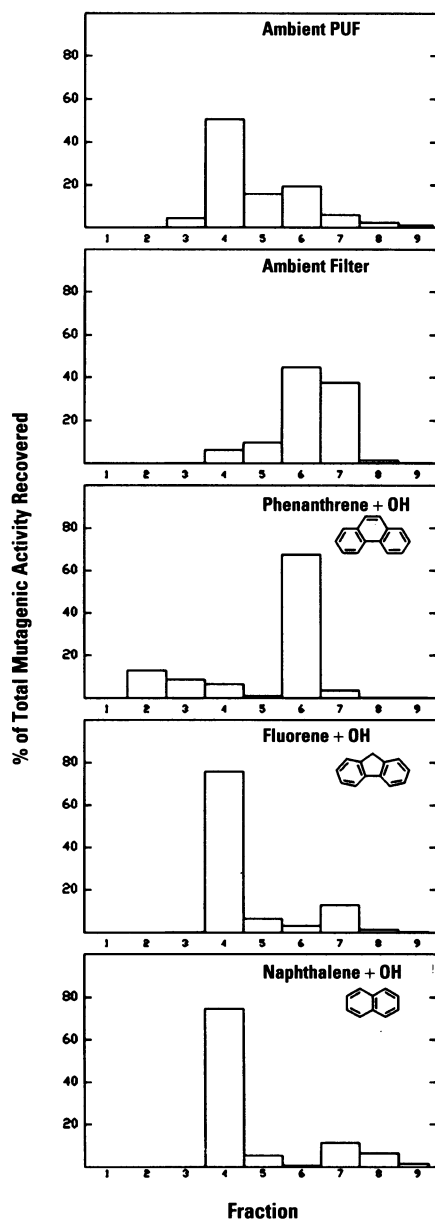 Ambient PUF
80
60
40
20
1 2 3 4 5 6 7 8 9
Ambient Filter
80
60
40
20
1 2 3 4 5 6 7 8 9
% of Total Mutagenic Activity Recovered
Phenanthrene + OH
80
60
40
20
1 2 3 4 5 6 7 8 9
Fluorene + OH
80
60
40
20
1 2 3 4 5 6 7 8 9
Naphthalene + OH
80
60
40
20
1 2 3 4 5 6 7 8 9
Fraction